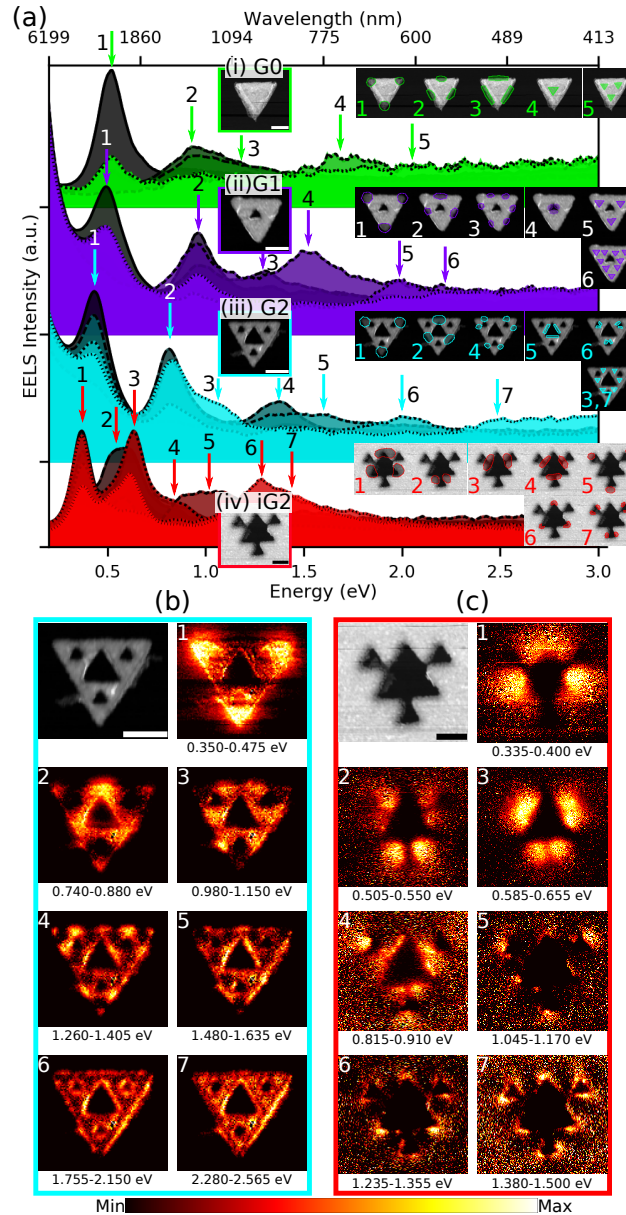 (a)
Wavelength (nm)
6199 1860 1094 775 600 489 413
1 2 3 4 5
(i) G0
1 2 3 4 5
1 2 3 4 5 6
(ii)G1
1 2 3 4 5
6
1 2 3 4 5 6 7
(iii) G2
1 2 4 5 6
3,7
1 2 3 4 5 6 7
(iv) iG2
1 2 3 4 5
6 7
EELS Intensity (a.u.)
0.5 1.0 1.5 2.0 2.5 3.0
Energy (eV)
(b)
1
0.350-0.475 eV
2 3
0.740-0.880 eV 0.980-1.150 eV
4 5
1.260-1.405 eV 1.480-1.635 eV
6 7
1.755-2.150 eV 2.280-2.565 eV
(c)
1
0.335-0.400 eV
2 3
0.505-0.550 eV 0.585-0.655 eV
4 5
0.815-0.910 eV 1.045-1.170 eV
6 7
1.235-1.355 eV 1.380-1.500 eV
Min Max